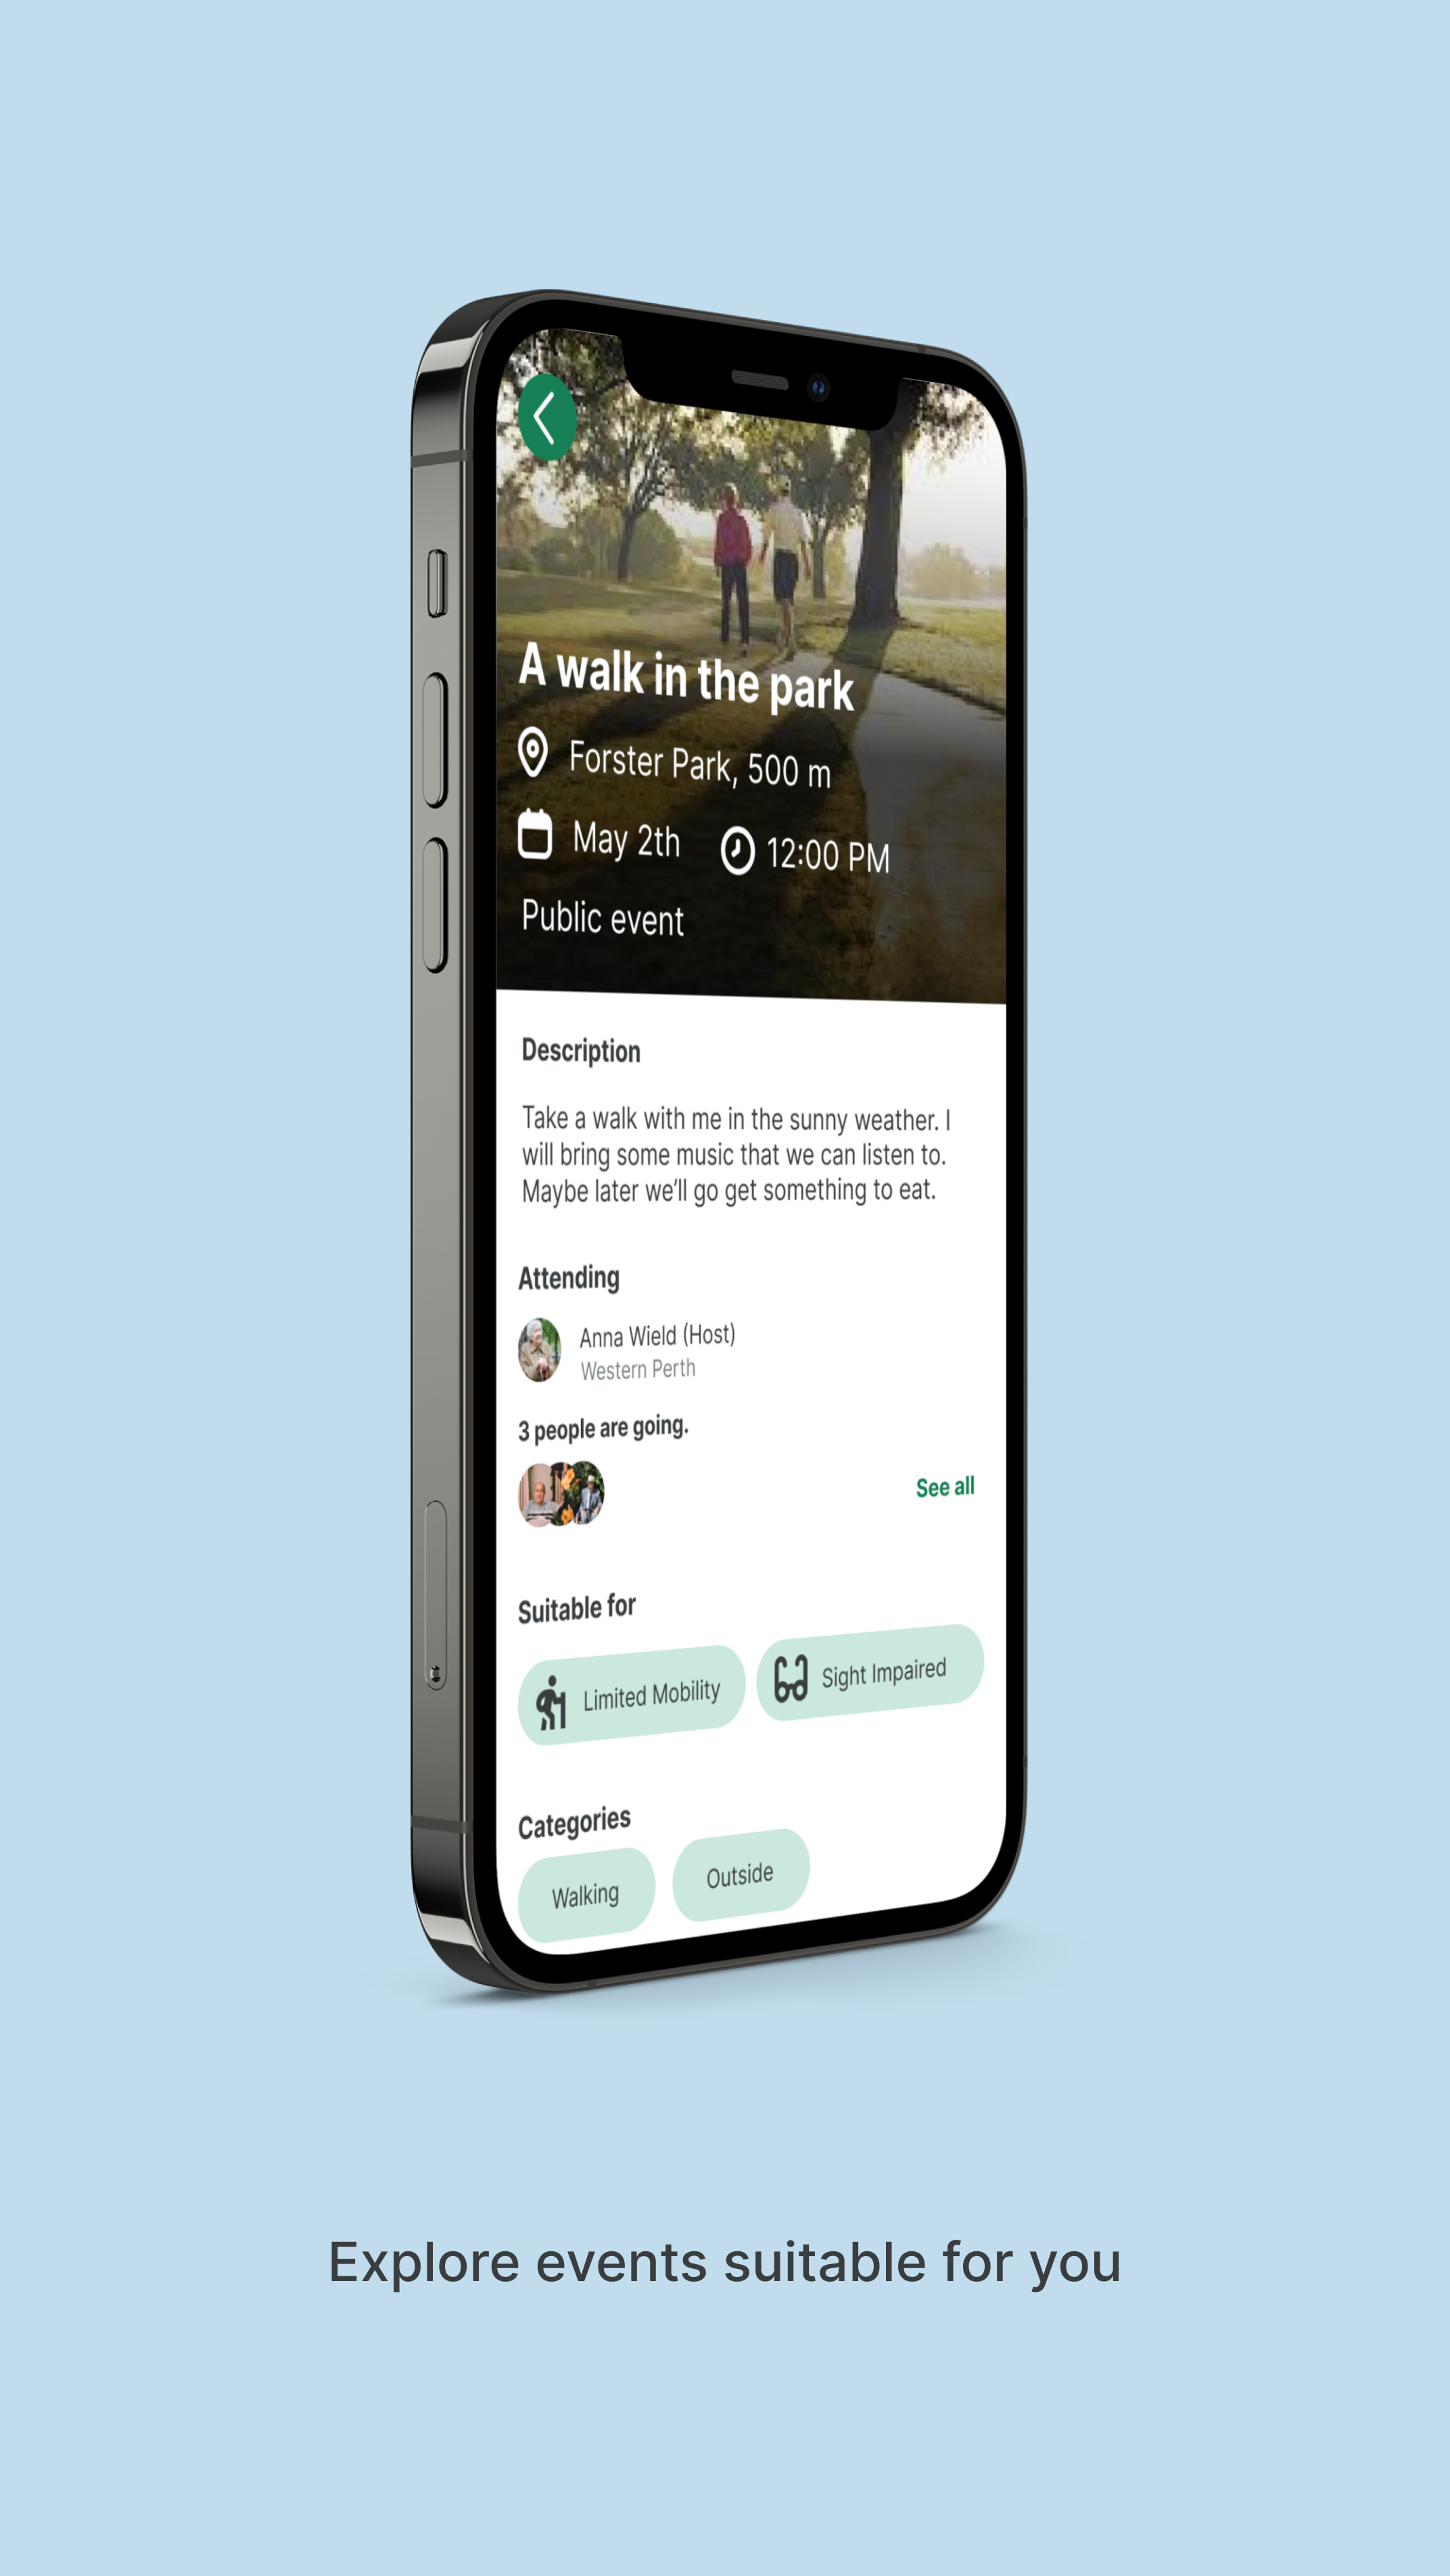 A walk in the park
Forster Park, 500 m
May 2th 12:00 PM
Public event
Description
Take a walk with me in the sunny weather. I
will bring some music that we can listen to.
Maybe later we'll go get something to eat.
Attending
Anna Wield (Host)
Western Perth
3 people are going.
See all
Suitable for
Limited Mobility Sight Impaired
Categories
Walking Outside
Explore events suitable for you